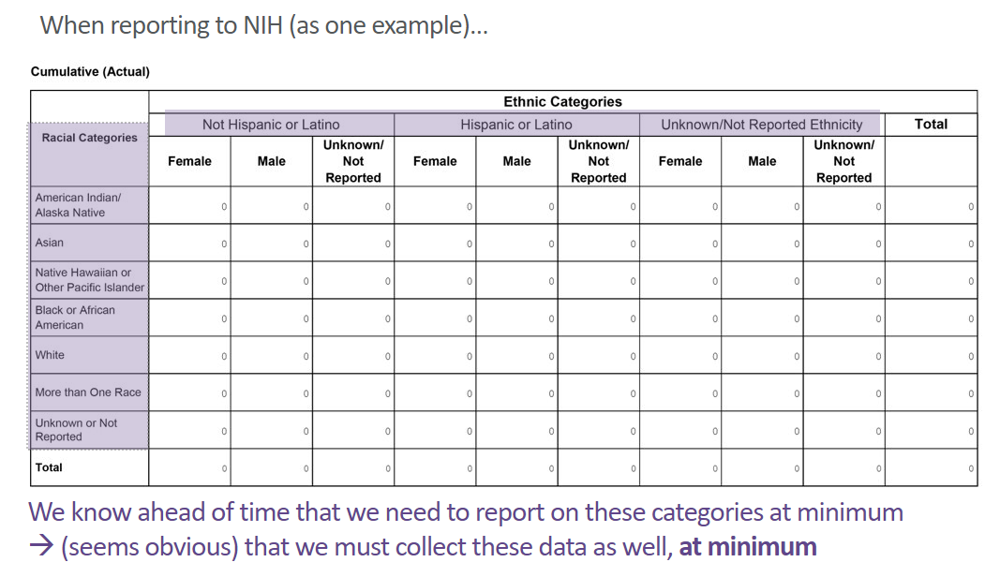 When reporting to NIH (as one example)...
Cumulative (Actual)
Ethnic Categories
Racial Categories
Not Hispanic or Latino Hispanic or Latino Unknown/Not Reported Ethnicity Total
Female Male Unknown/ Not Reported Female Male Unknown/ Not Reported Female Male Unknown/ Not Reported
American Indian/
Alaska Native 0 0 0 0 0 0 0 0 0 0
Asian 0 0 0 0 0 0 0 0 0 0
Native Hawaiian or
Other Pacific Islander 0 0 0 0 0 0 0 0 0 0
Black or African
American 0 0 0 0 0 0 0 0 0 0
White 0 0 0 0 0 0 0 0 0 0
More than One Race 0 0 0 0 0 0 0 0 0 0
Unknown or Not
Reported 0 0 0 0 0 0 0 0 0 0
Total 0 0 0 0 0 0 0 0 0 0
We know ahead of time that we need to report on these categories at minimum
→ (seems obvious) that we must collect these data as well, at minimum